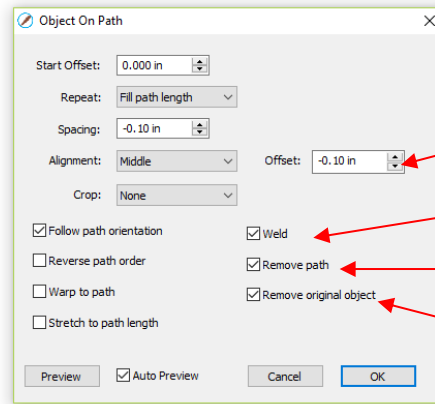 Object On Path
Start Offset: 0.000 in
Repeat: Fill path length
Spacing: -0.10 in
Alignment: Middle Offset: -0.10 in
Crop: None
Follow path orientation Weld
Reverse path order Remove path
Warp to path Remove original object
Stretch to path length
Preview Auto Preview Cancel OK